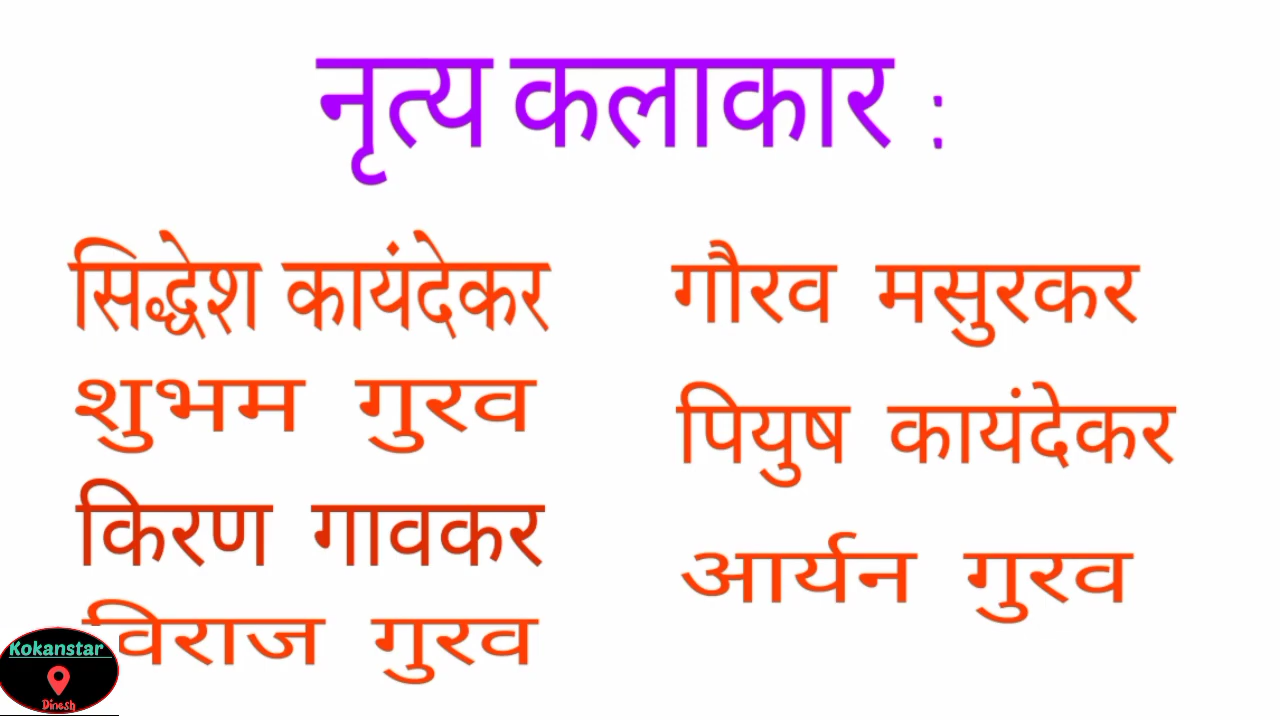 नृत्य कलाकार :
सिद्धेश कायंदेकर
शुभम गुरव
किरण गावकर
विराज गुरव
गौरव मसुरकर
पियुष कायंदेकर
आर्यन गुरव
Kokanstar
Dinesh